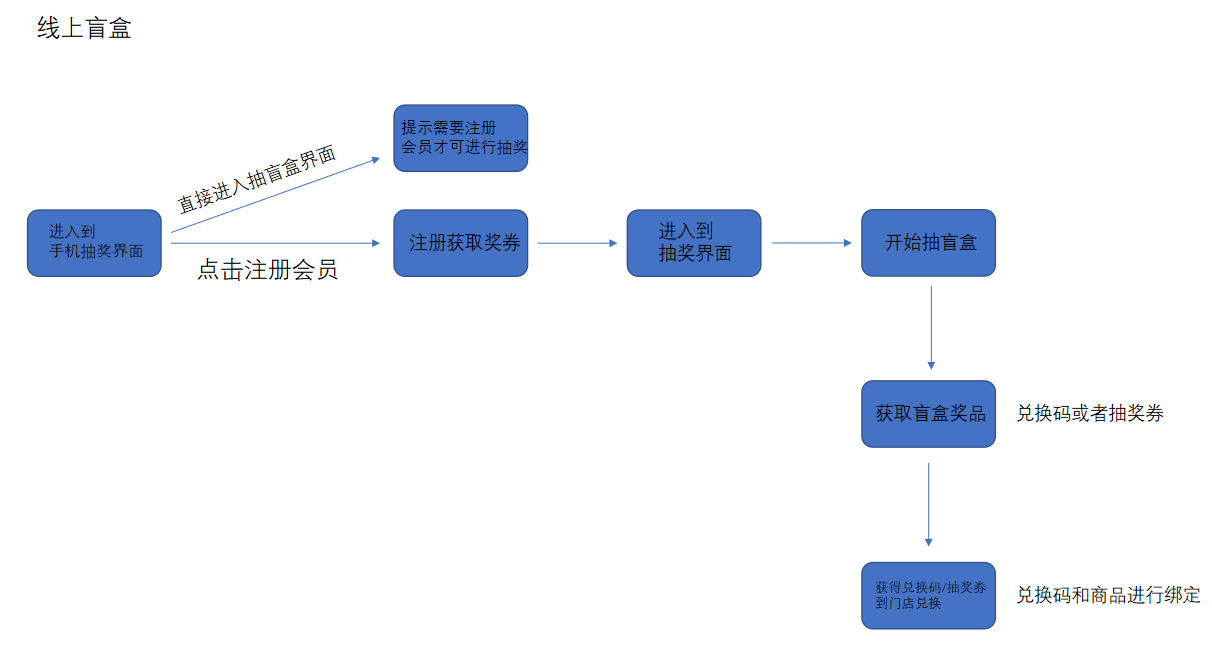 线上盲盒
提示需要注册
会员才可进行抽奖
直接进入抽盲盒界面
进入到
手机抽奖界面
点击注册会员
注册获取奖券
进入到
抽奖界面
开始抽盲盒
获取盲盒奖品
兑换码或者抽奖券
获得兑换码/抽奖券
到门店兑换
兑换码和商品进行绑定